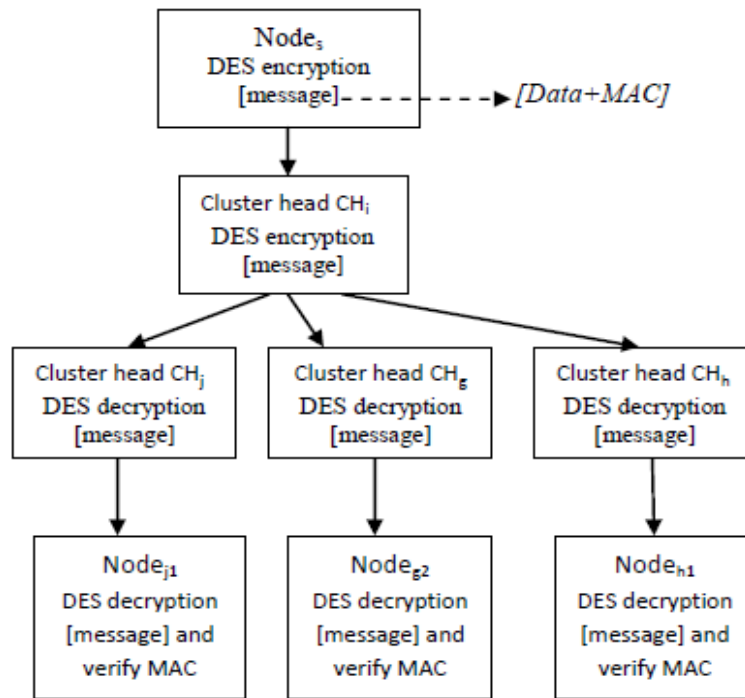 Nodeₛ
DES encryption
[message]
[Data+MAC]
Cluster head CHᵢ
DES encryption
[message]
Cluster head CHⱼ
DES decryption
[message]
Cluster head CH_g
DES decryption
[message]
Cluster head CHₕ
DES decryption
[message]
Nodeⱼ₁
DES decryption
[message] and
verify MAC
Node_g2
DES decryption
[message] and
verify MAC
Nodeₕ₁
DES decryption
[message] and
verify MAC